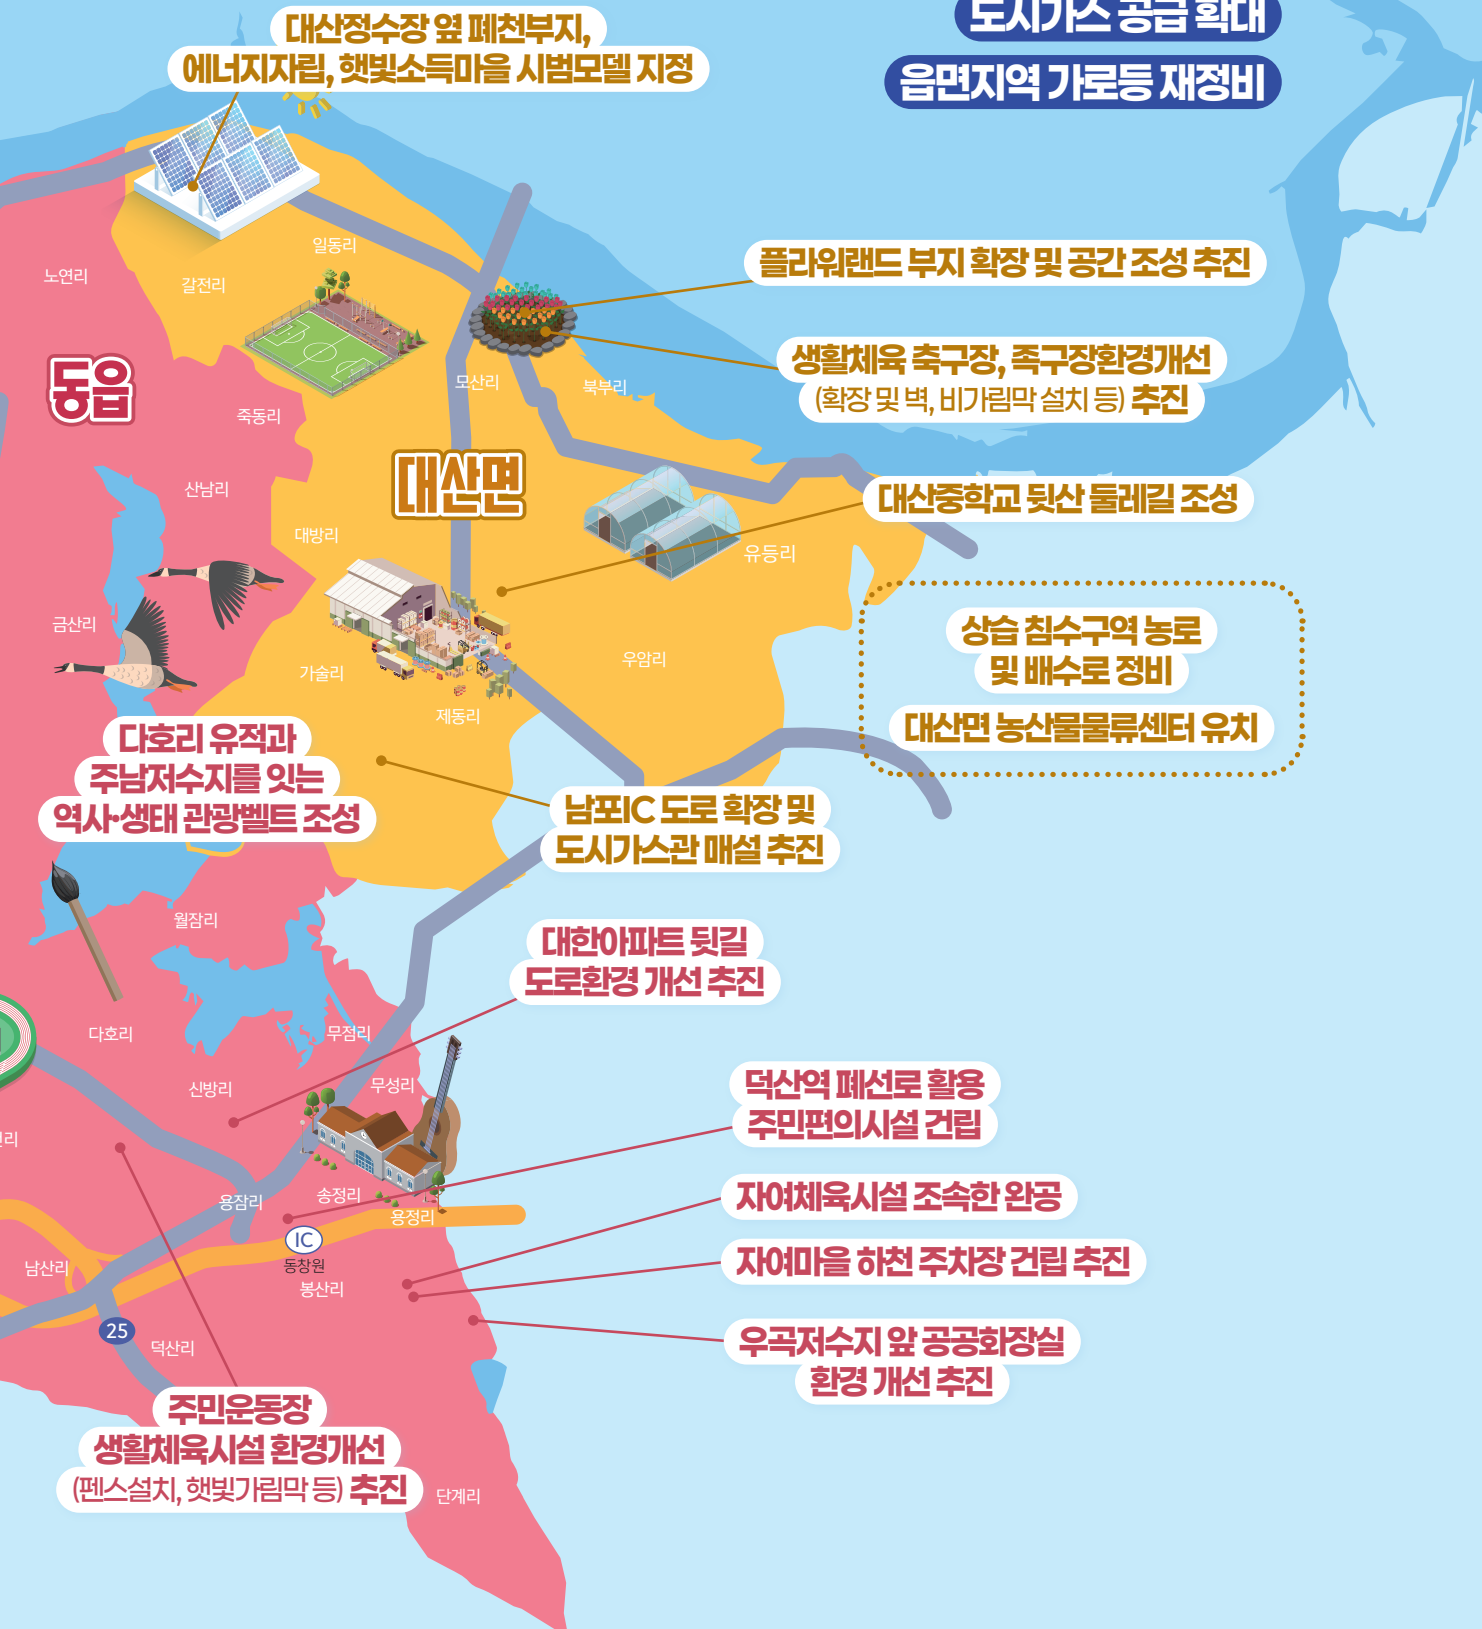 대산정수장 옆 폐천부지,
에너지자립, 햇빛소득마을 시범모델 지정
도시가스 공급 확대
읍면지역 가로등 재정비
플라워랜드 부지 확장 및 공간 조성 추진
생활체육 축구장, 족구장환경개선
(확장 및 벽, 비가림막 설치 등) 추진
대산중학교 뒷산 둘레길 조성
상습 침수구역 농로
및 배수로 정비
대산면 농산물물류센터 유치
일동리
노연리
갈전리
동읍
모산리
북부리
죽동리
대산면
산남리
대방리
유등리
금산리
우암리
가술리
제동리
다호리 유적과
주남저수지를 잇는
역사·생태 관광벨트 조성
남포IC 도로 확장 및
도시가스관 매설 추진
월잠리
대한아파트 뒷길
도로환경 개선 추진
다호리
무점리
신방리
무성리
덕산역 폐선로 활용
주민편의시설 건립
용잠리
송정리
용정리
자여체육시설 조속한 완공
IC
동창원
남산리
봉산리
자여마을 하천 주차장 건립 추진
25
덕산리
우곡저수지 앞 공공화장실
환경 개선 추진
주민운동장
생활체육시설 환경개선
(펜스설치, 햇빛가림막 등) 추진
단계리